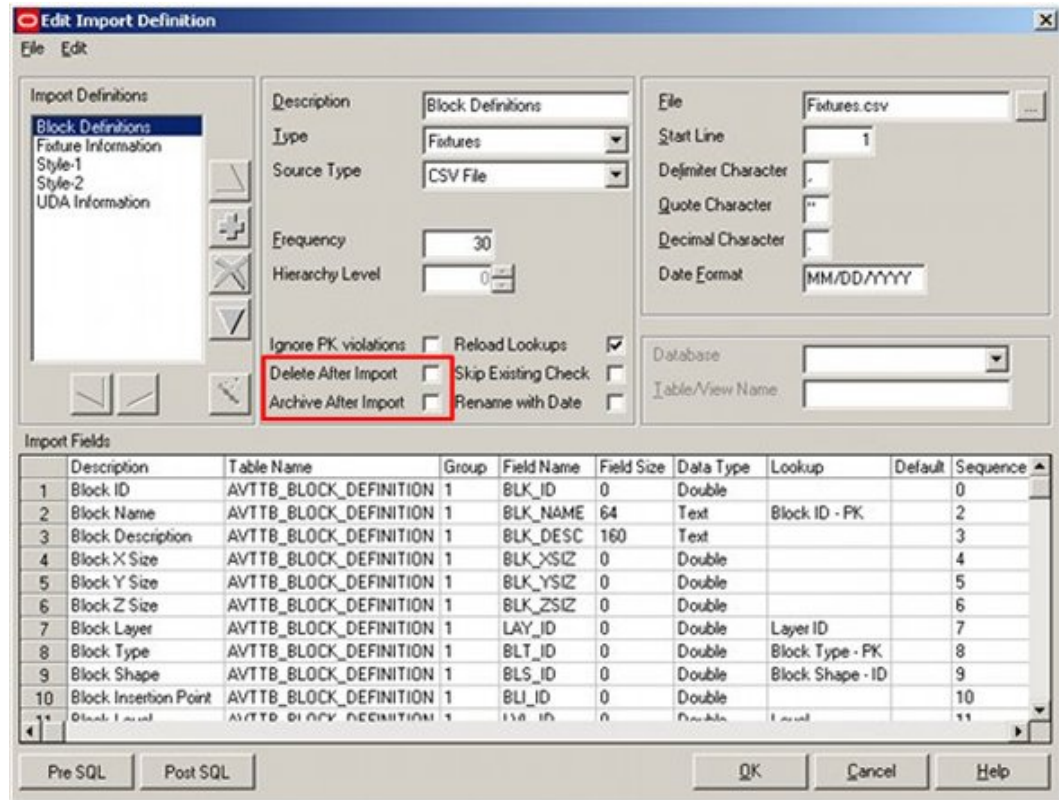 Edit Import Definition
File Edit
Import Definitions
Block Definitions
Fixture Information
Style-1
Style-2
UDA Information
Description Block Definitions
Type Fixtures
Source Type CSV File
Frequency 30
Hierarchy Level 0
Ignore PK violations Reload Lookups
Delete After Import Skip Existing Check
Archive After Import Rename with Date
File Fixtures.csv ...
Start Line 1
Delimiter Character ,
Quote Character "
Decimal Character .
Date Format MM/DD/YYYY
Database
Table/View Name
Import Fields
Description Table Name Group Field Name Field Size Data Type Lookup Default Sequence
1 Block ID AVTTB_BLOCK_DEFINITION 1 BLK_ID 0 Double 0
2 Block Name AVTTB_BLOCK_DEFINITION 1 BLK_NAME 64 Text Block ID - PK 2
3 Block Description AVTTB_BLOCK_DEFINITION 1 BLK_DESC 160 Text 3
4 Block X Size AVTTB_BLOCK_DEFINITION 1 BLK_XSIZ 0 Double 4
5 Block Y Size AVTTB_BLOCK_DEFINITION 1 BLK_YSIZ 0 Double 5
6 Block Z Size AVTTB_BLOCK_DEFINITION 1 BLK_ZSIZ 0 Double 6
7 Block Layer AVTTB_BLOCK_DEFINITION 1 LAY_ID 0 Double Layer ID 7
8 Block Type AVTTB_BLOCK_DEFINITION 1 BLT_ID 0 Double Block Type - PK 8
9 Block Shape AVTTB_BLOCK_DEFINITION 1 BLS_ID 0 Double Block Shape - ID 9
10 Block Insertion Point AVTTB_BLOCK_DEFINITION 1 BLI_ID 0 Double 10
11 Block Level AVTTB_BLOCK_DEFINITION 1 LVL_ID 0 Double Level 11
Pre SQL Post SQL OK Cancel Help